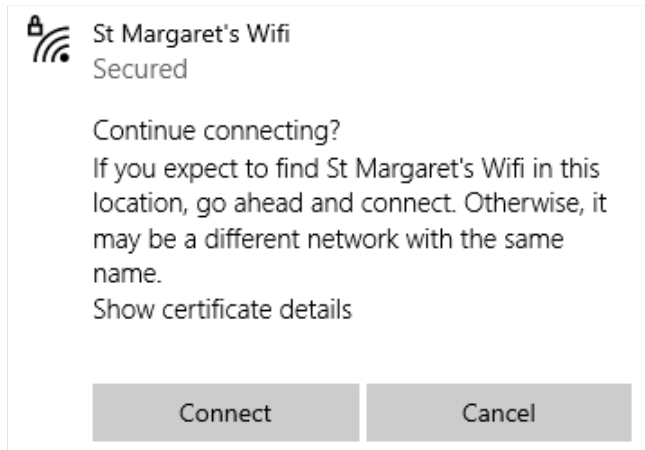 St Margaret's Wifi
Secured
Continue connecting?
If you expect to find St Margaret's Wifi in this
location, go ahead and connect. Otherwise, it
may be a different network with the same
name.
Show certificate details
Connect
Cancel